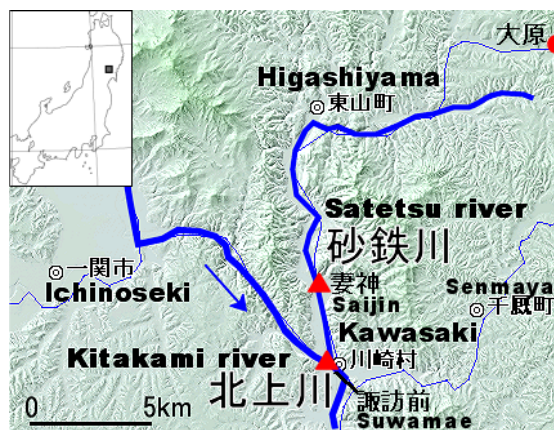 大原
Higashiyama
東山町
Satetsu river
砂鉄川
一関市
Ichinoseki
妻神
Saijin
Senmaya
千厩町
Kawasaki
川崎村
Kitakami river
北上川
諏訪前
Suwamae
0 5km